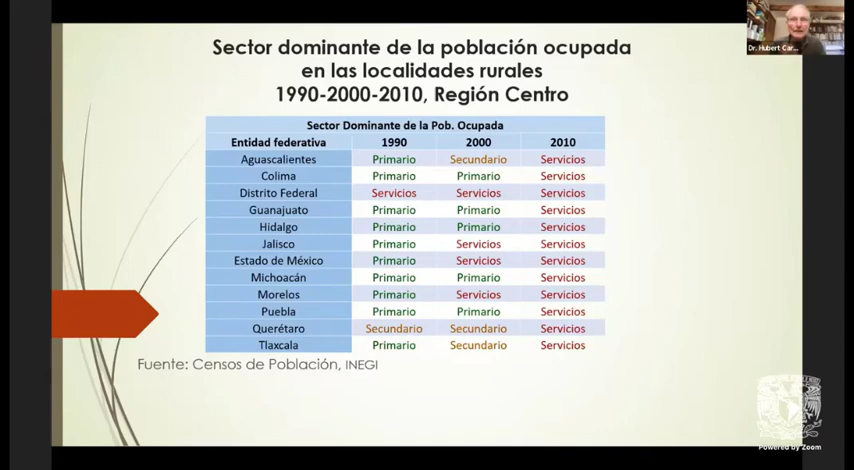 Sector dominante de la población ocupada
en las localidades rurales
1990-2000-2010, Región Centro
Sector Dominante de la Pob. Ocupada
Entidad federativa 1990 2000 2010
Aguascalientes Primario Secundario Servicios
Colima Primario Primario Servicios
Distrito Federal Servicios Servicios Servicios
Guanajuato Primario Primario Servicios
Hidalgo Primario Primario Servicios
Jalisco Primario Servicios Servicios
Estado de México Primario Servicios Servicios
Michoacán Primario Primario Servicios
Morelos Primario Servicios Servicios
Puebla Primario Primario Servicios
Querétaro Secundario Secundario Servicios
Tlaxcala Primario Secundario Servicios
Fuente: Censos de Población, INEGI
Dr. Hubert Car...
Powered by Zoom